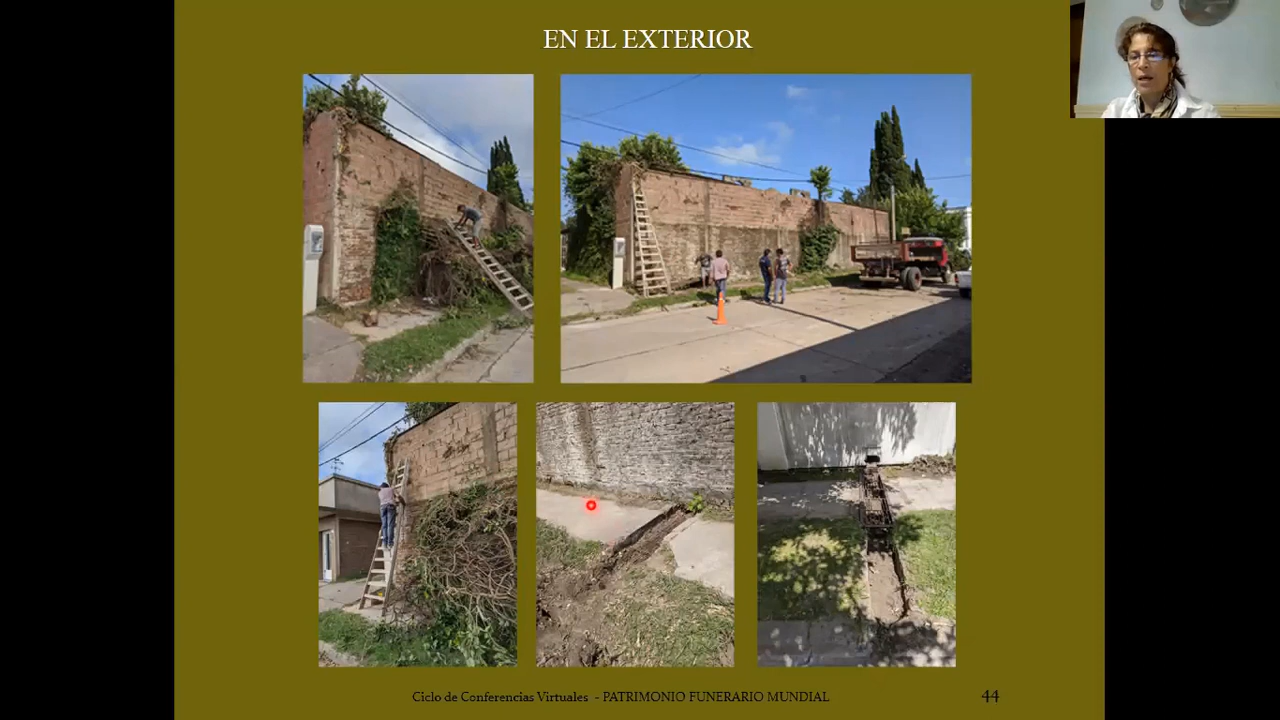 EN EL EXTERIOR
Ciclo de Conferencias Virtuales - PATRIMONIO FUNERARIO MUNDIAL
44